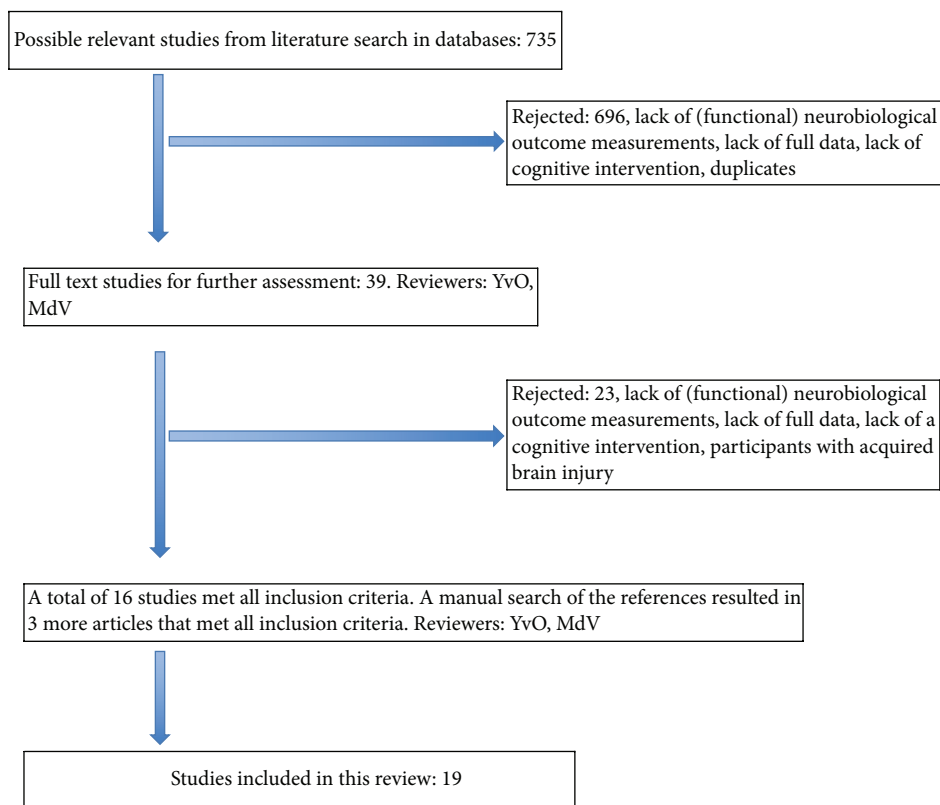 Possible relevant studies from literature search in databases: 735
Rejected: 696, lack of (functional) neurobiological
outcome measurements, lack of full data, lack of
cognitive intervention, duplicates
Full text studies for further assessment: 39. Reviewers: YvO,
MdV
Rejected: 23, lack of (functional) neurobiological
outcome measurements, lack of full data, lack of a
cognitive intervention, participants with acquired
brain injury
A total of 16 studies met all inclusion criteria. A manual search of the references resulted in
3 more articles that met all inclusion criteria. Reviewers: YvO, MdV
Studies included in this review: 19